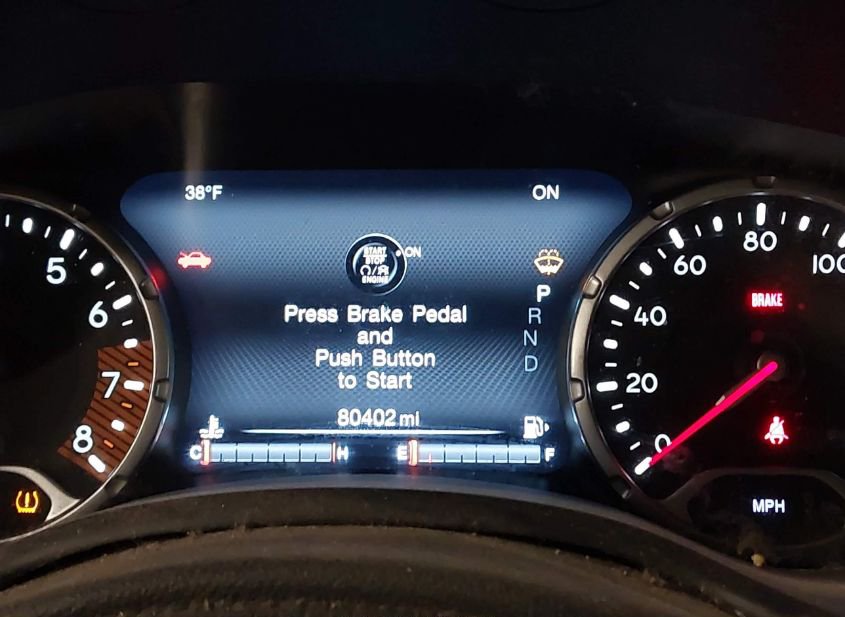 38°F
ON
START
STOP
ENGINE
ON
Press Brake Pedal
and
Push Button
to Start
P
R
N
D
80402 mi
C
H
E
F
5
6
7
8
0
20
40
60
80
100
BRAKE
MPH